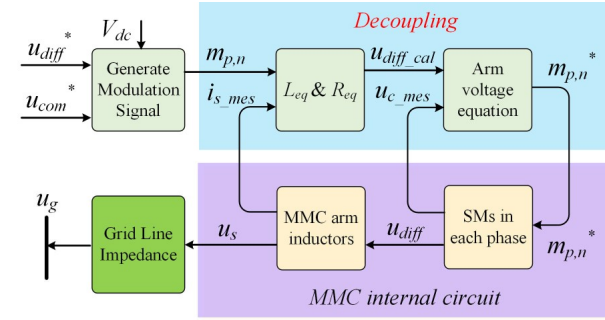 Decoupling
V_dc
u_diff^*
u_com^*
Generate
Modulation
Signal
m_p,n
i_s_mes
L_eq & R_eq
u_diff_cal
u_c_mes
Arm
voltage
equation
m_p,n^*
u_g
Grid Line
Impedance
u_s
MMC arm
inductors
u_diff
SMs in
each phase
m_p,n^*
MMC internal circuit